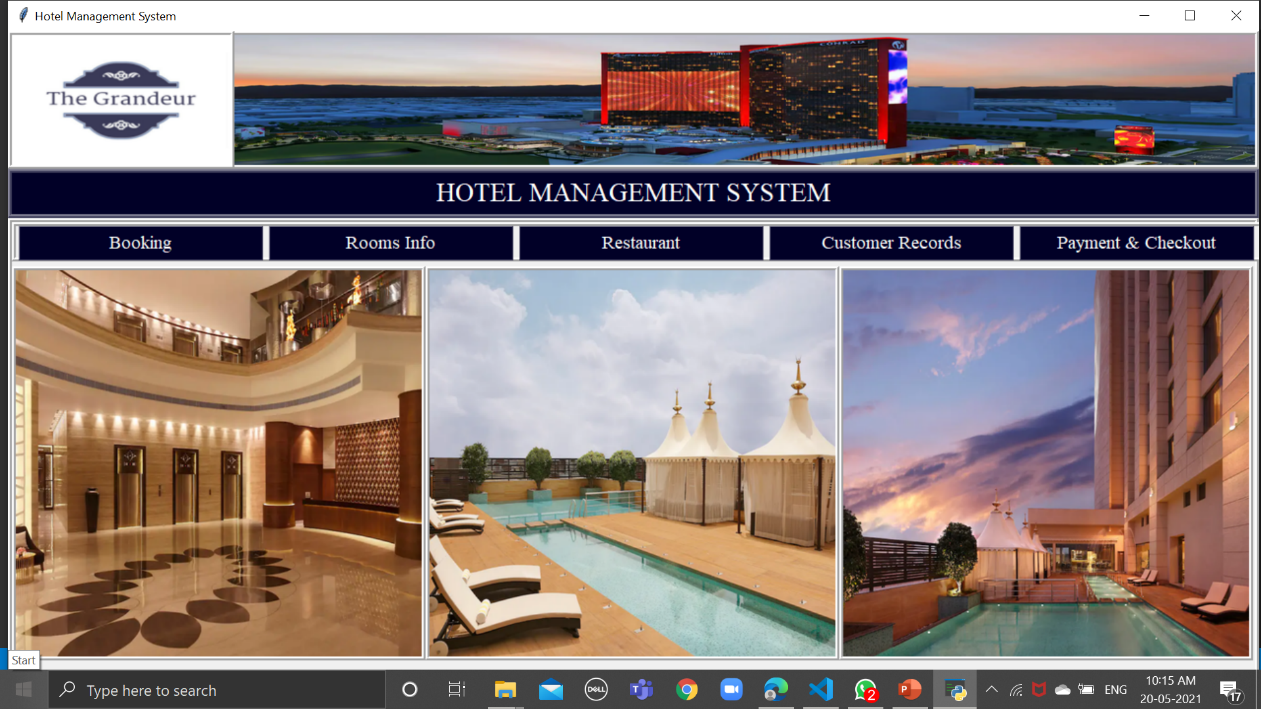 Hotel Management System
The Grandeur
HOTEL MANAGEMENT SYSTEM
Booking
Rooms Info
Restaurant
Customer Records
Payment & Checkout
Start
Type here to search
DELL
2
ENG
10:15 AM
20-05-2021
17